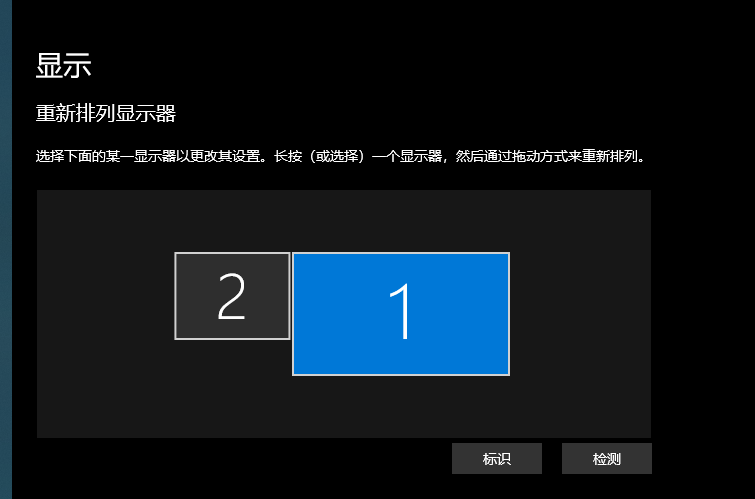 显示
重新排列显示器
选择下面的某一显示器以更改其设置。长按（或选择）一个显示器，然后通过拖动方式来重新排列。
2
1
标识
检测